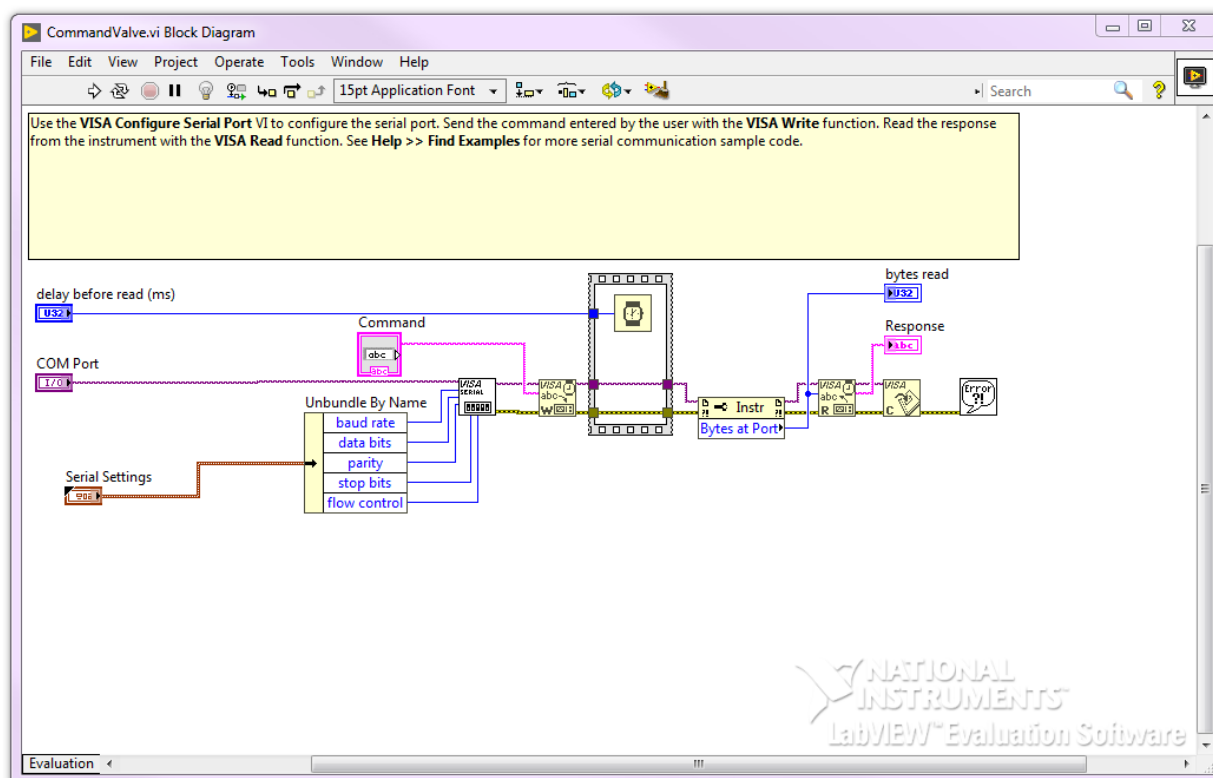 CommandValve.vi Block Diagram
File Edit View Project Operate Tools Window Help
15pt Application Font
Search
Use the VISA Configure Serial Port VI to configure the serial port. Send the command entered by the user with the VISA Write function. Read the response
from the instrument with the VISA Read function. See Help >> Find Examples for more serial communication sample code.
delay before read (ms)
U32
bytes read
U32
Command
abc
abc
Response
abc
COM Port
I/O
VISA
SERIAL
VISA
abc
W
Instr
Bytes at Port
VISA
abc
R
VISA
C
Error
?!
Unbundle By Name
baud rate
data bits
parity
stop bits
flow control
Serial Settings
NATIONAL
INSTRUMENTS™
LabVIEW™ Evaluation Software
Evaluation